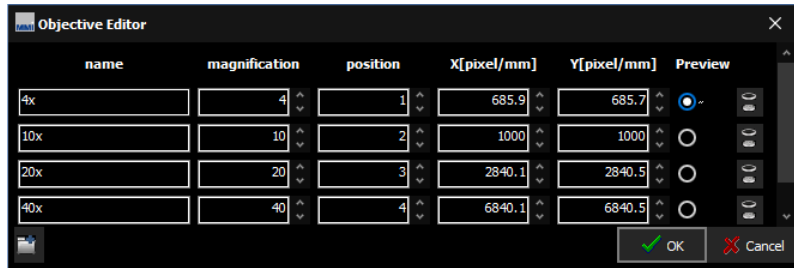 Objective Editor
name magnification position X[pixel/mm] Y[pixel/mm] Preview
4x 4 1 685.9 685.7
10x 10 2 1000 1000
20x 20 3 2840.1 2840.5
40x 40 4 6840.1 6840.5
OK Cancel